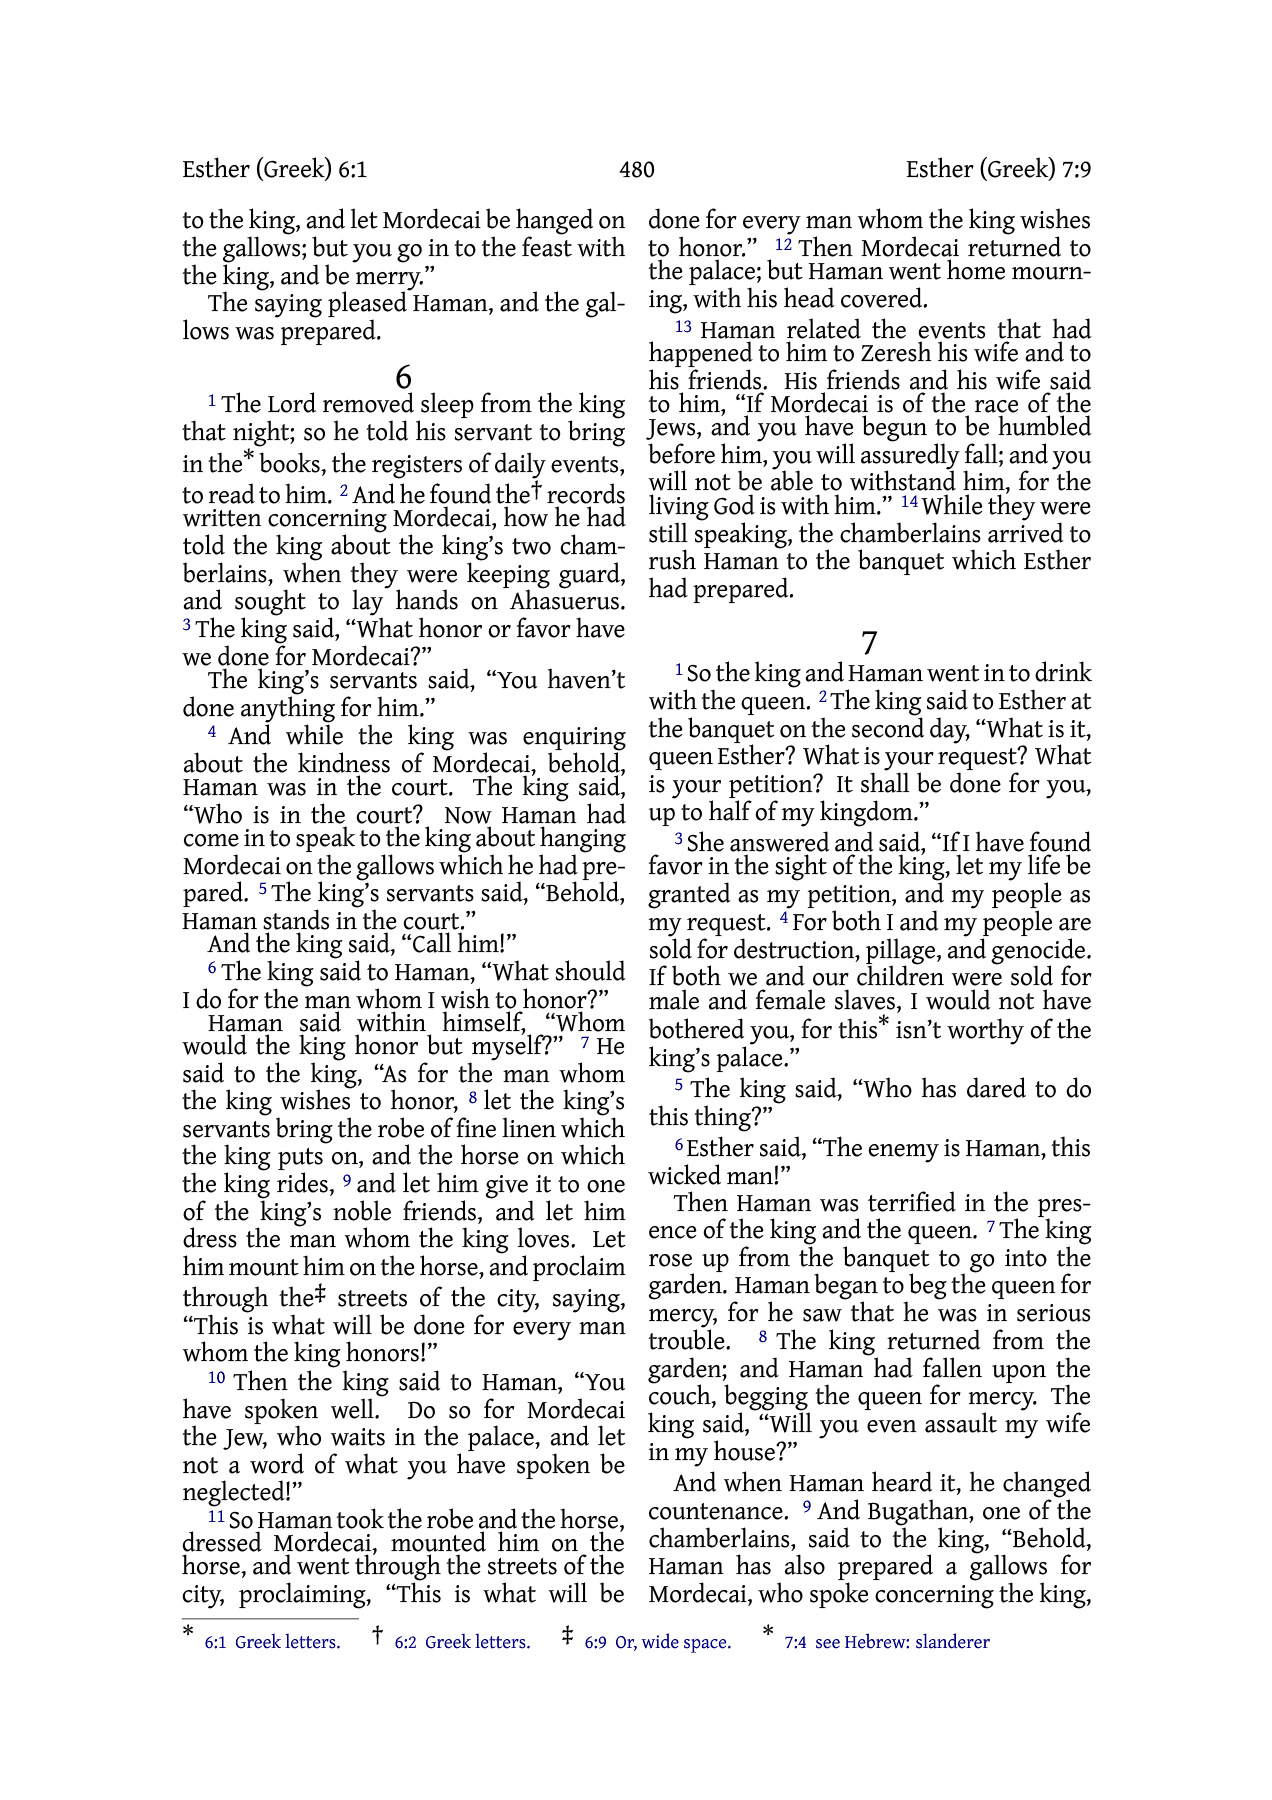 Esther (Greek) 6:1 480 Esther (Greek) 7:9
to the king, and let Mordecai be hanged on
the gallows; but you go in to the feast with
the king, and be merry.”
The saying pleased Haman, and the gal-
lows was prepared.
6
1 The Lord removed sleep from the king
that night; so he told his servant to bring
in the* books, the registers of daily events,
to read to him. 2 And he found the† records
written concerning Mordecai, how he had
told the king about the king’s two cham-
berlains, when they were keeping guard,
and sought to lay hands on Ahasuerus.
3 The king said, “What honor or favor have
we done for Mordecai?”
The king’s servants said, “You haven’t
done anything for him.”
4 And while the king was enquiring
about the kindness of Mordecai, behold,
Haman was in the court. The king said,
“Who is in the court? Now Haman had
come in to speak to the king about hanging
Mordecai on the gallows which he had pre-
pared. 5 The king’s servants said, “Behold,
Haman stands in the court.”
And the king said, “Call him!”
6 The king said to Haman, “What should
I do for the man whom I wish to honor?”
Haman said within himself, “Whom
would the king honor but myself?” 7 He
said to the king, “As for the man whom
the king wishes to honor, 8 let the king’s
servants bring the robe of fine linen which
the king puts on, and the horse on which
the king rides, 9 and let him give it to one
of the king’s noble friends, and let him
dress the man whom the king loves. Let
him mount him on the horse, and proclaim
through the‡ streets of the city, saying,
“This is what will be done for every man
whom the king honors!”
10 Then the king said to Haman, “You
have spoken well. Do so for Mordecai
the Jew, who waits in the palace, and let
not a word of what you have spoken be
neglected!”
11 So Haman took the robe and the horse,
dressed Mordecai, mounted him on the
horse, and went through the streets of the
city, proclaiming, “This is what will be
done for every man whom the king wishes
to honor.” 12 Then Mordecai returned to
the palace; but Haman went home mourn-
ing, with his head covered.
13 Haman related the events that had
happened to him to Zeresh his wife and to
his friends. His friends and his wife said
to him, “If Mordecai is of the race of the
Jews, and you have begun to be humbled
before him, you will assuredly fall; and you
will not be able to withstand him, for the
living God is with him.” 14 While they were
still speaking, the chamberlains arrived to
rush Haman to the banquet which Esther
had prepared.
7
1 So the king and Haman went in to drink
with the queen. 2 The king said to Esther at
the banquet on the second day, “What is it,
queen Esther? What is your request? What
is your petition? It shall be done for you,
up to half of my kingdom.”
3 She answered and said, “If I have found
favor in the sight of the king, let my life be
granted as my petition, and my people as
my request. 4 For both I and my people are
sold for destruction, pillage, and genocide.
If both we and our children were sold for
male and female slaves, I would not have
bothered you, for this* isn’t worthy of the
king’s palace.”
5 The king said, “Who has dared to do
this thing?”
6 Esther said, “The enemy is Haman, this
wicked man!”
Then Haman was terrified in the pres-
ence of the king and the queen. 7 The king
rose up from the banquet to go into the
garden. Haman began to beg the queen for
mercy, for he saw that he was in serious
trouble. 8 The king returned from the
garden; and Haman had fallen upon the
couch, begging the queen for mercy. The
king said, “Will you even assault my wife
in my house?”
And when Haman heard it, he changed
countenance. 9 And Bugathan, one of the
chamberlains, said to the king, “Behold,
Haman has also prepared a gallows for
Mordecai, who spoke concerning the king,
* 6:1 Greek letters. † 6:2 Greek letters. ‡ 6:9 Or, wide space. * 7:4 see Hebrew: slanderer